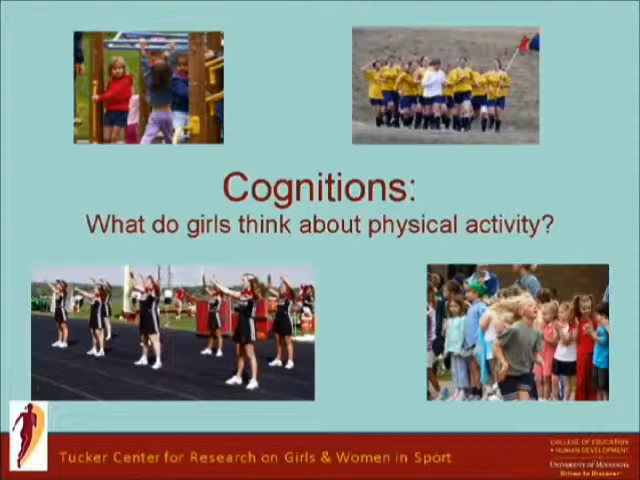 Cognitions:
What do girls think about physical activity?
Tucker Center for Research on Girls & Women in Sport
COLLEGE OF EDUCATION
+ HUMAN DEVELOPMENT
UNIVERSITY OF MINNESOTA
Driven to Discover™